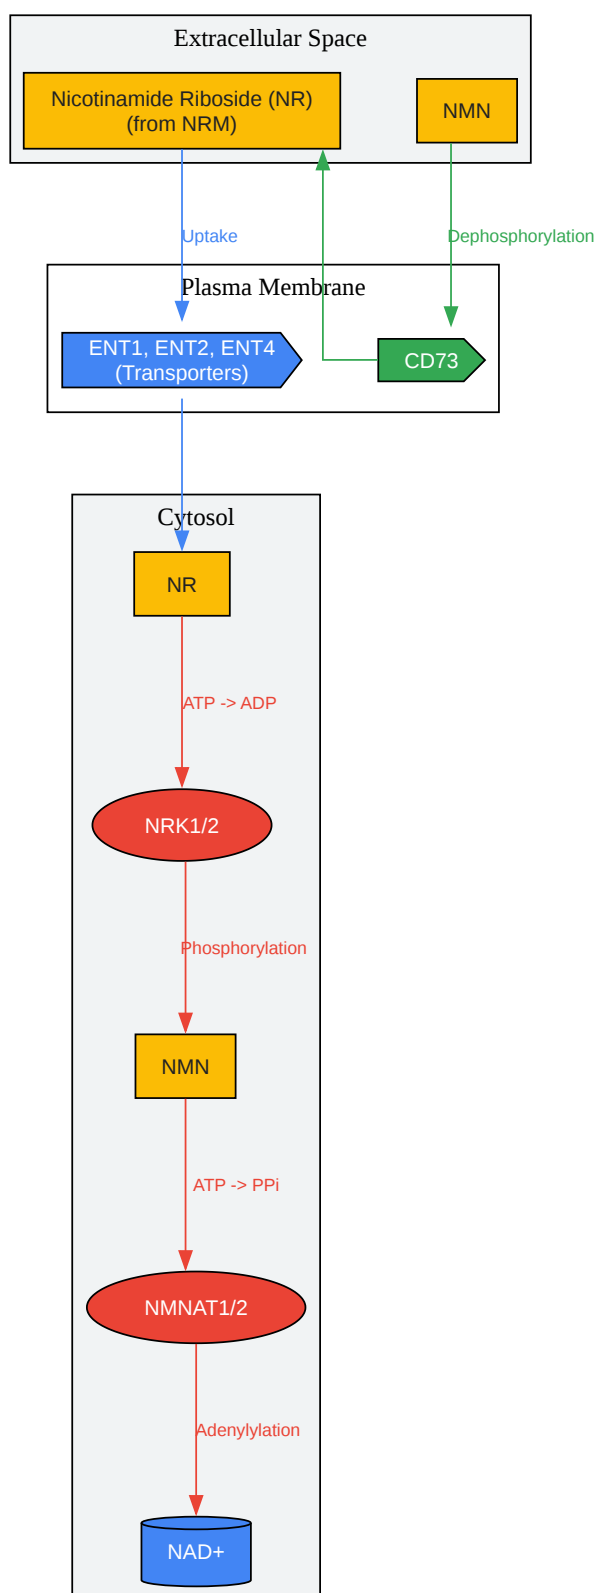 Extracellular Space
Nicotinamide Riboside (NR)
(from NRM)
NMN
Uptake
Dephosphorylation
Plasma Membrane
ENT1, ENT2, ENT4
(Transporters)
CD73
Cytosol
NR
ATP -> ADP
NRK1/2
Phosphorylation
NMN
ATP -> PPi
NMNAT1/2
Adenylylation
NAD+